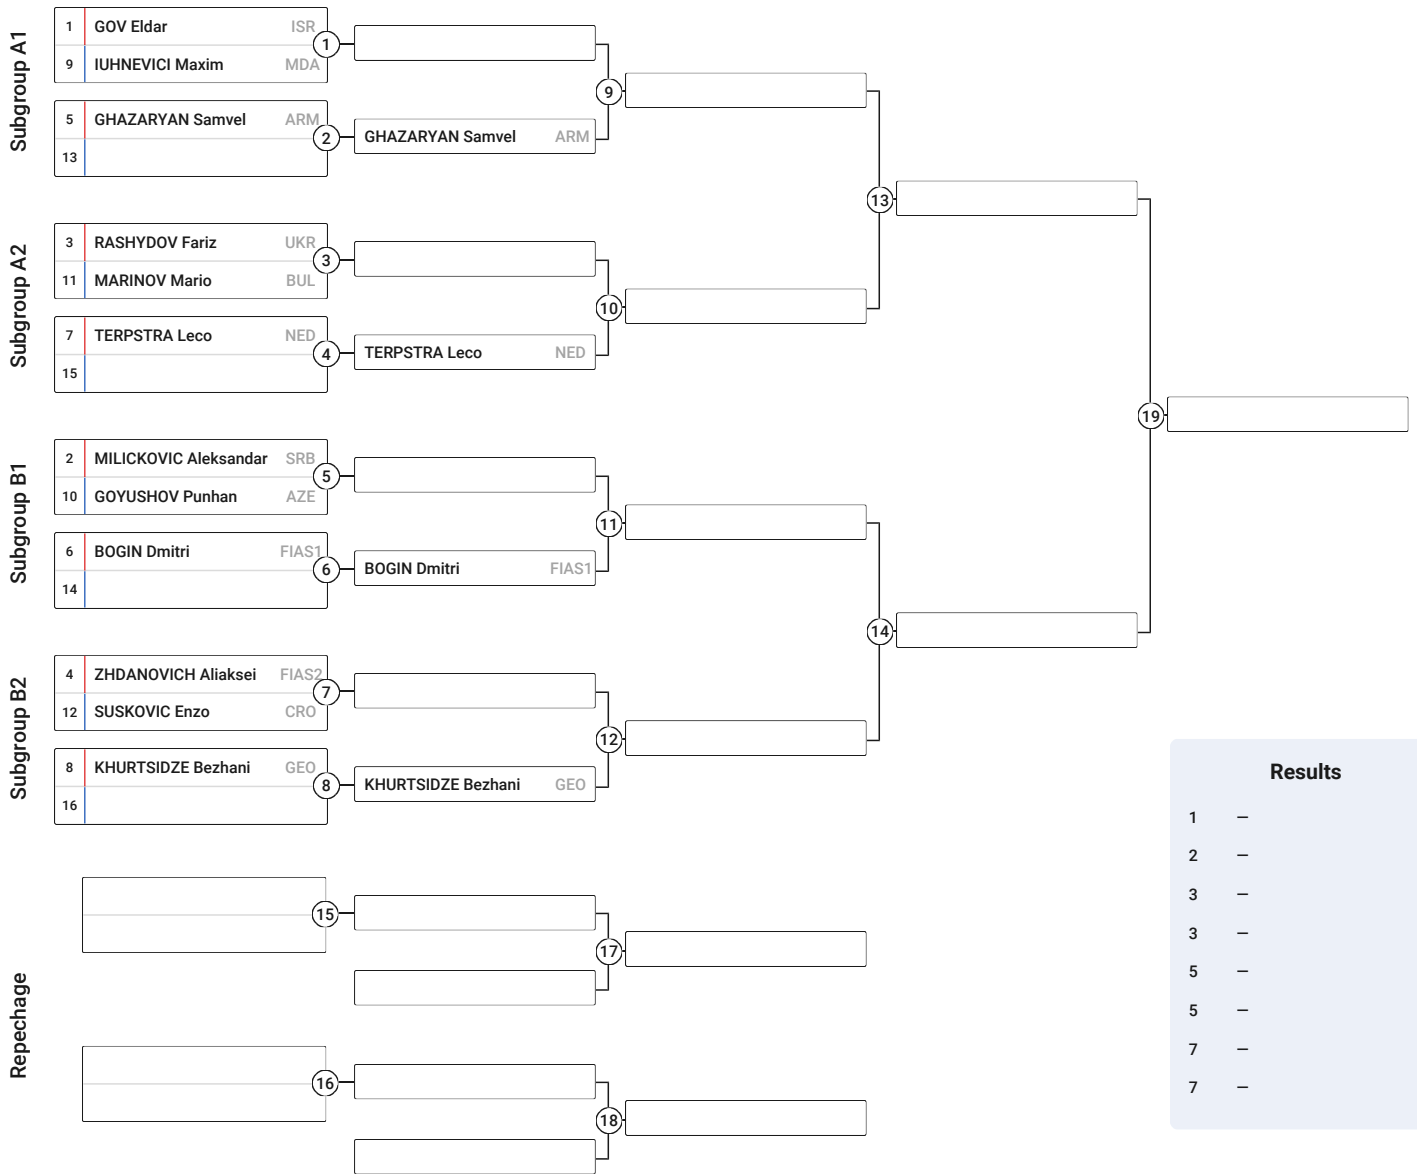 Subgroup A1
1 GOV Eldar ISR
9 IUHNEVICI Maxim MDA
1
5 GHAZARYAN Samvel ARM
13
2
GHAZARYAN Samvel ARM
9
Subgroup A2
3 RASHYDOV Fariz UKR
11 MARINOV Mario BUL
3
7 TERPSTRA Leco NED
15
4
TERPSTRA Leco NED
10
13
Subgroup B1
2 MILICKOVIC Aleksandar SRB
10 GOYUSHOV Punhan AZE
5
6 BOGIN Dmitri FIAS1
14
6
BOGIN Dmitri FIAS1
11
Subgroup B2
4 ZHDANOVICH Aliaksei FIAS2
12 SUSKOVIC Enzo CRO
7
8 KHURTSIDZE Bezhani GEO
16
8
KHURTSIDZE Bezhani GEO
12
14
19
Repechage
15
17
16
18
Results
1 –
2 –
3 –
3 –
5 –
5 –
7 –
7 –